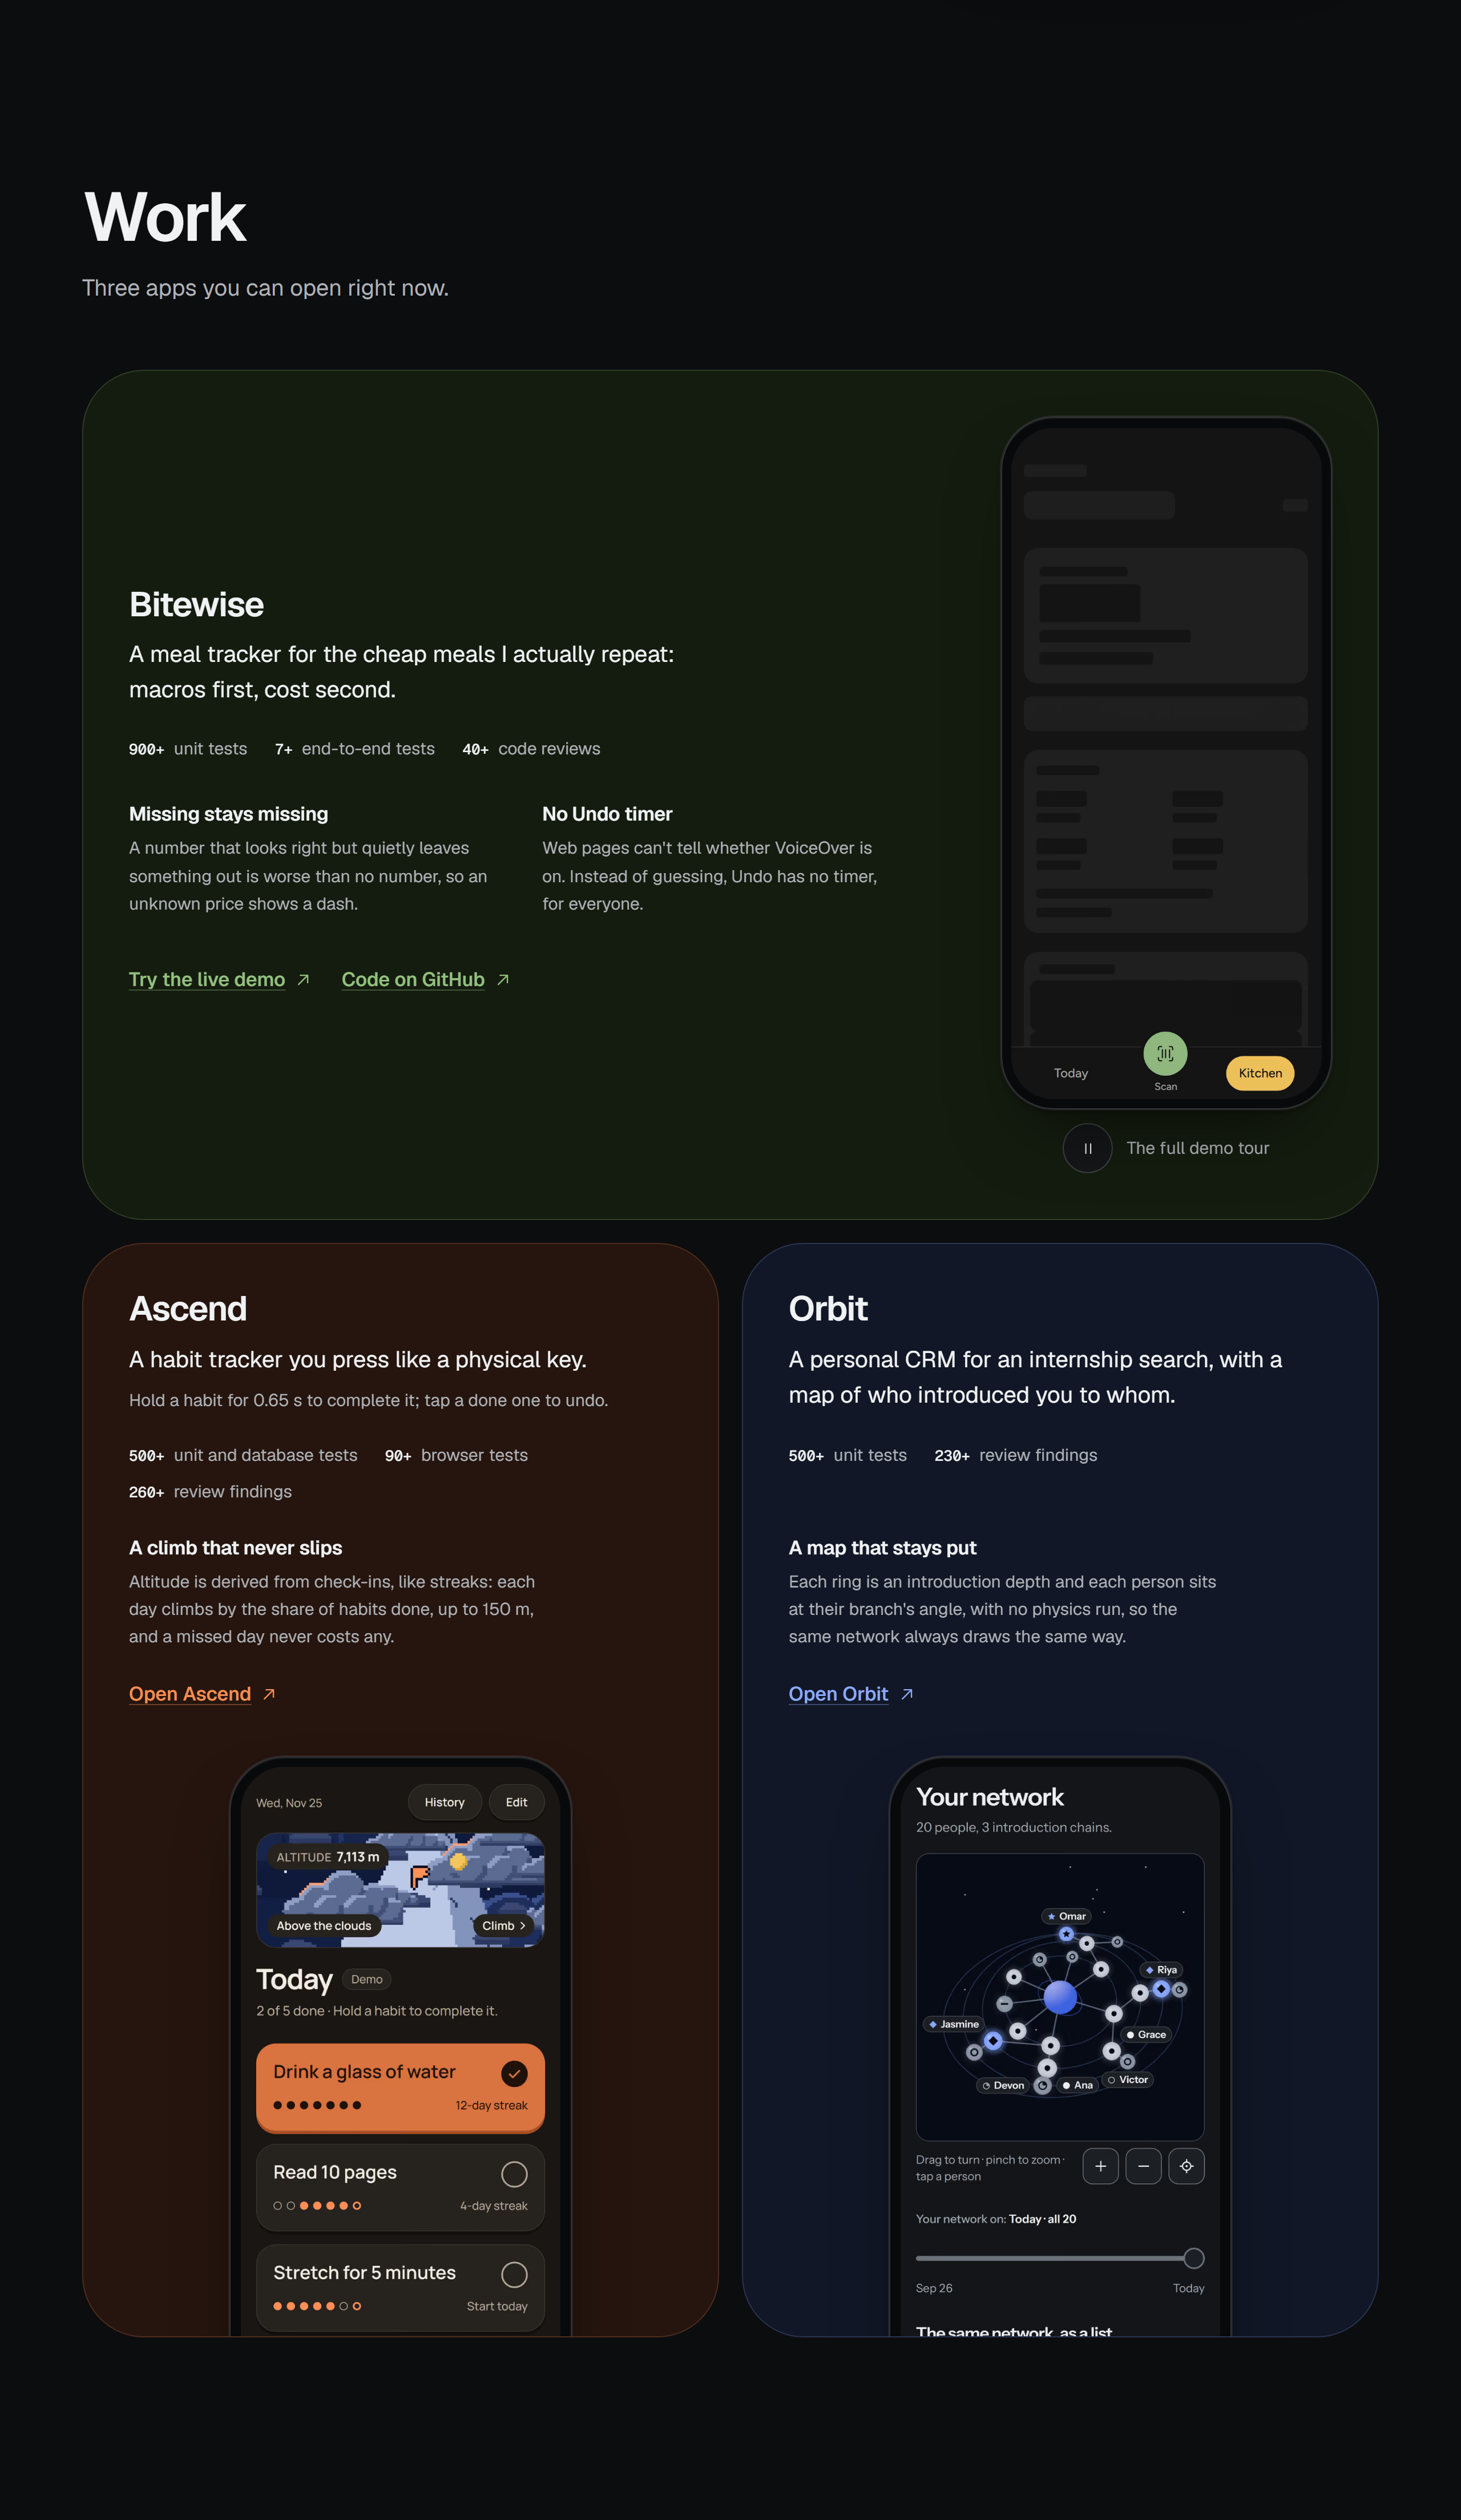 Work
Three apps you can open right now.
Bitewise
A meal tracker for the cheap meals I actually repeat:
macros first, cost second.
900+ unit tests 7+ end-to-end tests 40+ code reviews
Missing stays missing
A number that looks right but quietly leaves
something out is worse than no number, so an
unknown price shows a dash.
No Undo timer
Web pages can't tell whether VoiceOver is
on. Instead of guessing, Undo has no timer,
for everyone.
Try the live demo Code on GitHub
Today
Scan
Kitchen
The full demo tour
Ascend
A habit tracker you press like a physical key.
Hold a habit for 0.65 s to complete it; tap a done one to undo.
500+ unit and database tests 90+ browser tests
260+ review findings
A climb that never slips
Altitude is derived from check-ins, like streaks: each
day climbs by the share of habits done, up to 150 m,
and a missed day never costs any.
Open Ascend
Wed, Nov 25
History
Edit
ALTITUDE 7,113 m
Above the clouds
Climb
Today Demo
2 of 5 done · Hold a habit to complete it.
Drink a glass of water
12-day streak
Read 10 pages
4-day streak
Stretch for 5 minutes
Start today
Orbit
A personal CRM for an internship search, with a
map of who introduced you to whom.
500+ unit tests 230+ review findings
A map that stays put
Each ring is an introduction depth and each person sits
at their branch's angle, with no physics run, so the
same network always draws the same way.
Open Orbit
Your network
20 people, 3 introduction chains.
Omar
Riya
Jasmine
Grace
Devon
Ana
Victor
Drag to turn · pinch to zoom ·
tap a person
Your network on: Today · all 20
Sep 26
Today
The same network, as a list